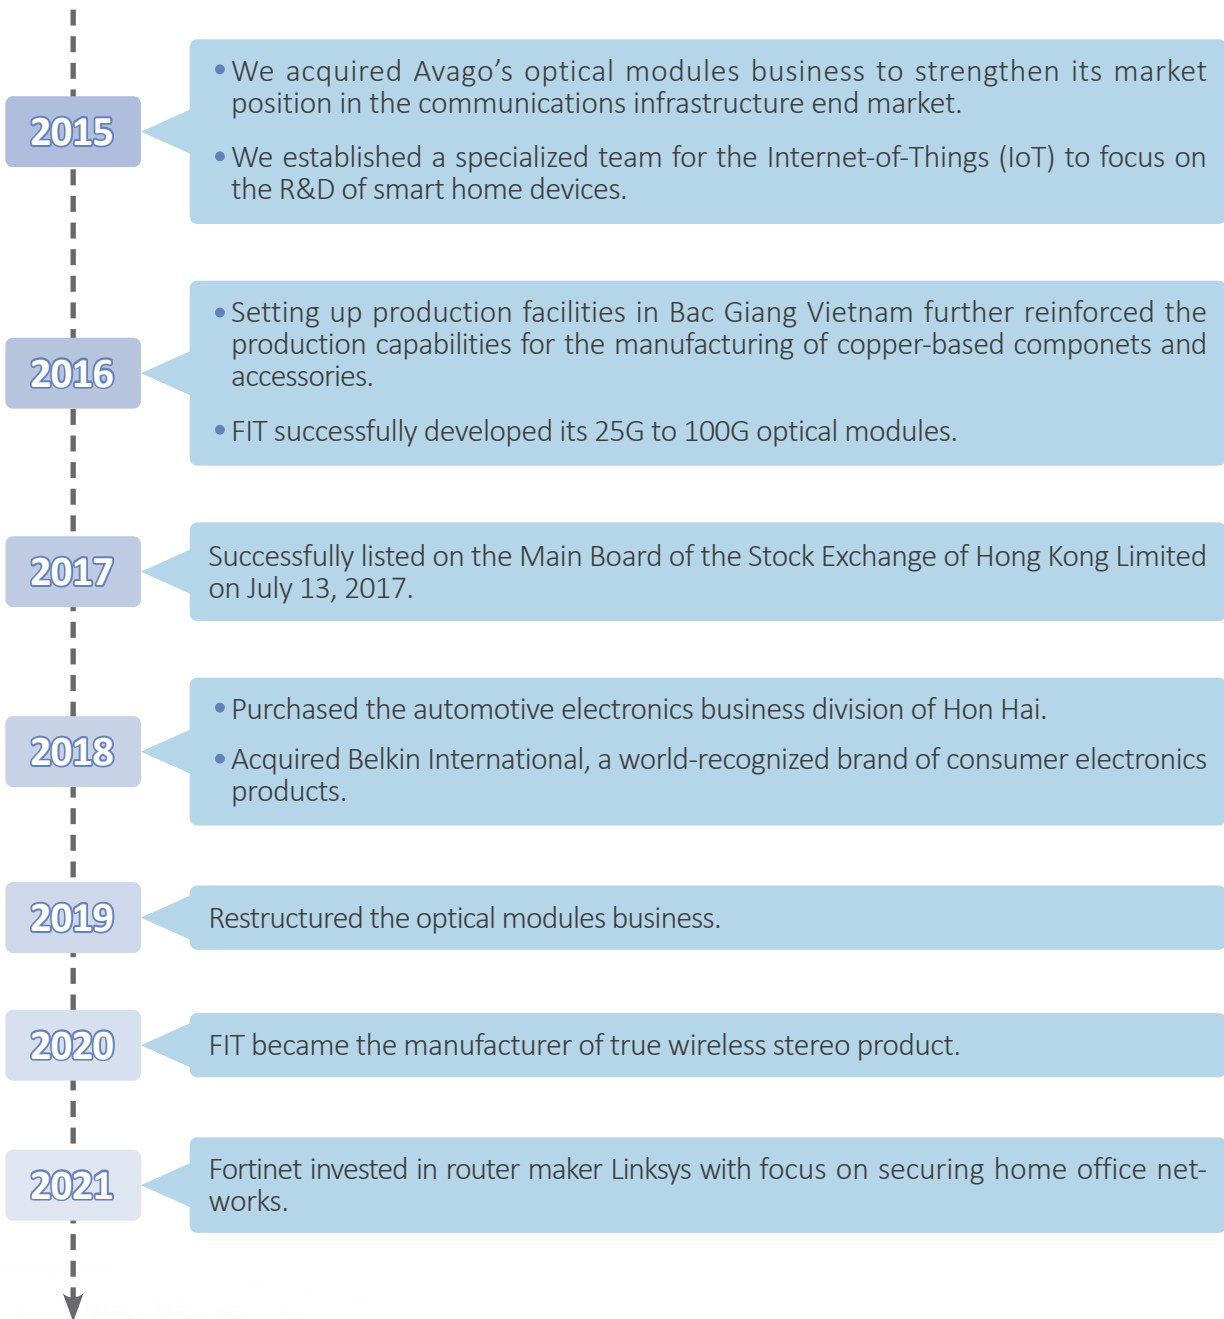 2015
• We acquired Avago’s optical modules business to strengthen its market
position in the communications infrastructure end market.
• We established a specialized team for the Internet-of-Things (IoT) to focus on
the R&D of smart home devices.
2016
• Setting up production facilities in Bac Giang Vietnam further reinforced the
production capabilities for the manufacturing of copper-based componets and
accessories.
• FIT successfully developed its 25G to 100G optical modules.
2017
Successfully listed on the Main Board of the Stock Exchange of Hong Kong Limited
on July 13, 2017.
2018
• Purchased the automotive electronics business division of Hon Hai.
• Acquired Belkin International, a world-recognized brand of consumer electronics
products.
2019
Restructured the optical modules business.
2020
FIT became the manufacturer of true wireless stereo product.
2021
Fortinet invested in router maker Linksys with focus on securing home office net-
works.